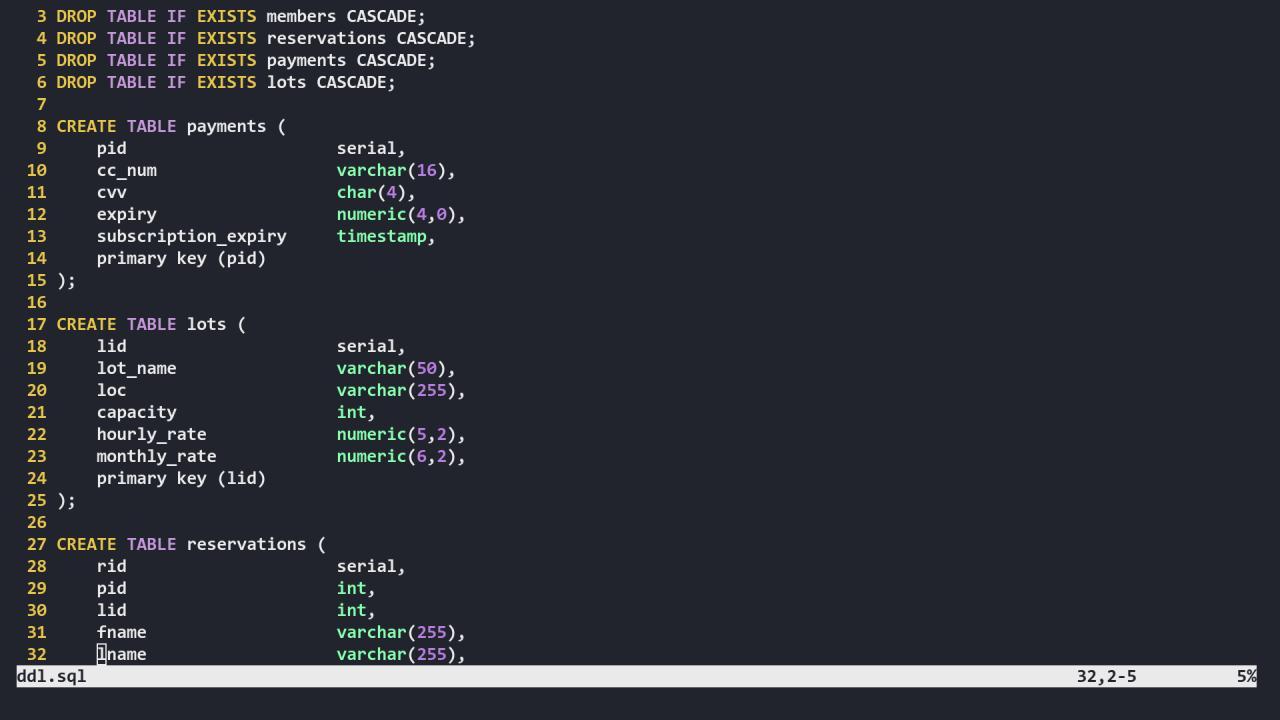 3 DROP TABLE IF EXISTS members CASCADE;
4 DROP TABLE IF EXISTS reservations CASCADE;
5 DROP TABLE IF EXISTS payments CASCADE;
6 DROP TABLE IF EXISTS lots CASCADE;
7
8 CREATE TABLE payments (
9     pid                     serial,
10     cc_num                  varchar(16),
11     cvv                     char(4),
12     expiry                  numeric(4,0),
13     subscription_expiry     timestamp,
14     primary key (pid)
15 );
16
17 CREATE TABLE lots (
18     lid                     serial,
19     lot_name                varchar(50),
20     loc                     varchar(255),
21     capacity                int,
22     hourly_rate             numeric(5,2),
23     monthly_rate            numeric(6,2),
24     primary key (lid)
25 );
26
27 CREATE TABLE reservations (
28     rid                     serial,
29     pid                     int,
30     lid                     int,
31     fname                   varchar(255),
32     lname                   varchar(255),
ddl.sql 32,2-5 5%